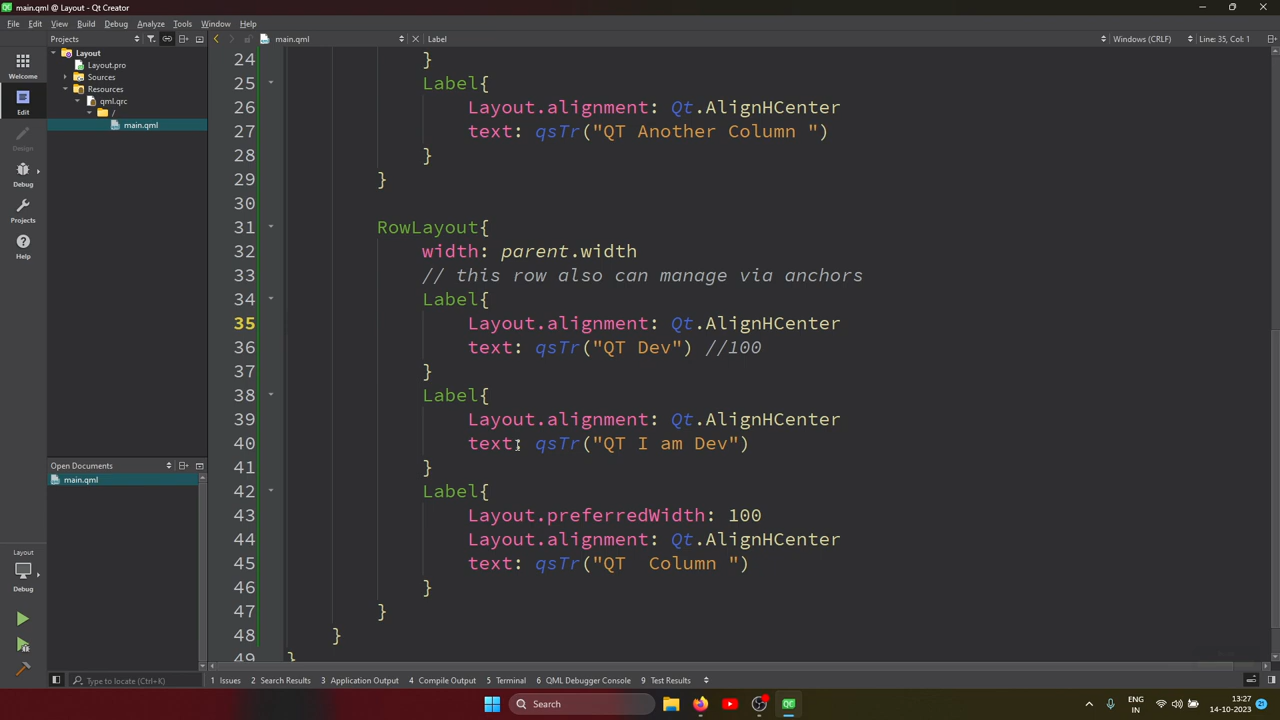 main.qml @ Layout - Qt Creator
File Edit View Build Debug Analyze Tools Window Help
Projects
main.qml
Label
Windows (CRLF)
Line: 35, Col: 1
Welcome
Edit
Design
Debug
Projects
Help
Layout
Layout.pro
Sources
Resources
qml.qrc
/
main.qml
24 }
25 Label{
26 Layout.alignment: Qt.AlignHCenter
27 text: qsTr("QT Another Column ")
28 }
29 }
30
31 RowLayout{
32 width: parent.width
33 // this row also can manage via anchors
34 Label{
35 Layout.alignment: Qt.AlignHCenter
36 text: qsTr("QT Dev") //100
37 }
38 Label{
39 Layout.alignment: Qt.AlignHCenter
40 text: qsTr("QT I am Dev")
41 }
42 Label{
43 Layout.preferredWidth: 100
44 Layout.alignment: Qt.AlignHCenter
45 text: qsTr("QT  Column ")
46 }
47 }
48 }
49 }
Open Documents
main.qml
Layout
Debug
Type to locate (Ctrl+K)
1 Issues 2 Search Results 3 Application Output 4 Compile Output 5 Terminal 6 QML Debugger Console 9 Test Results
Search
QC
ENG
IN
13:27
14-10-2023
21